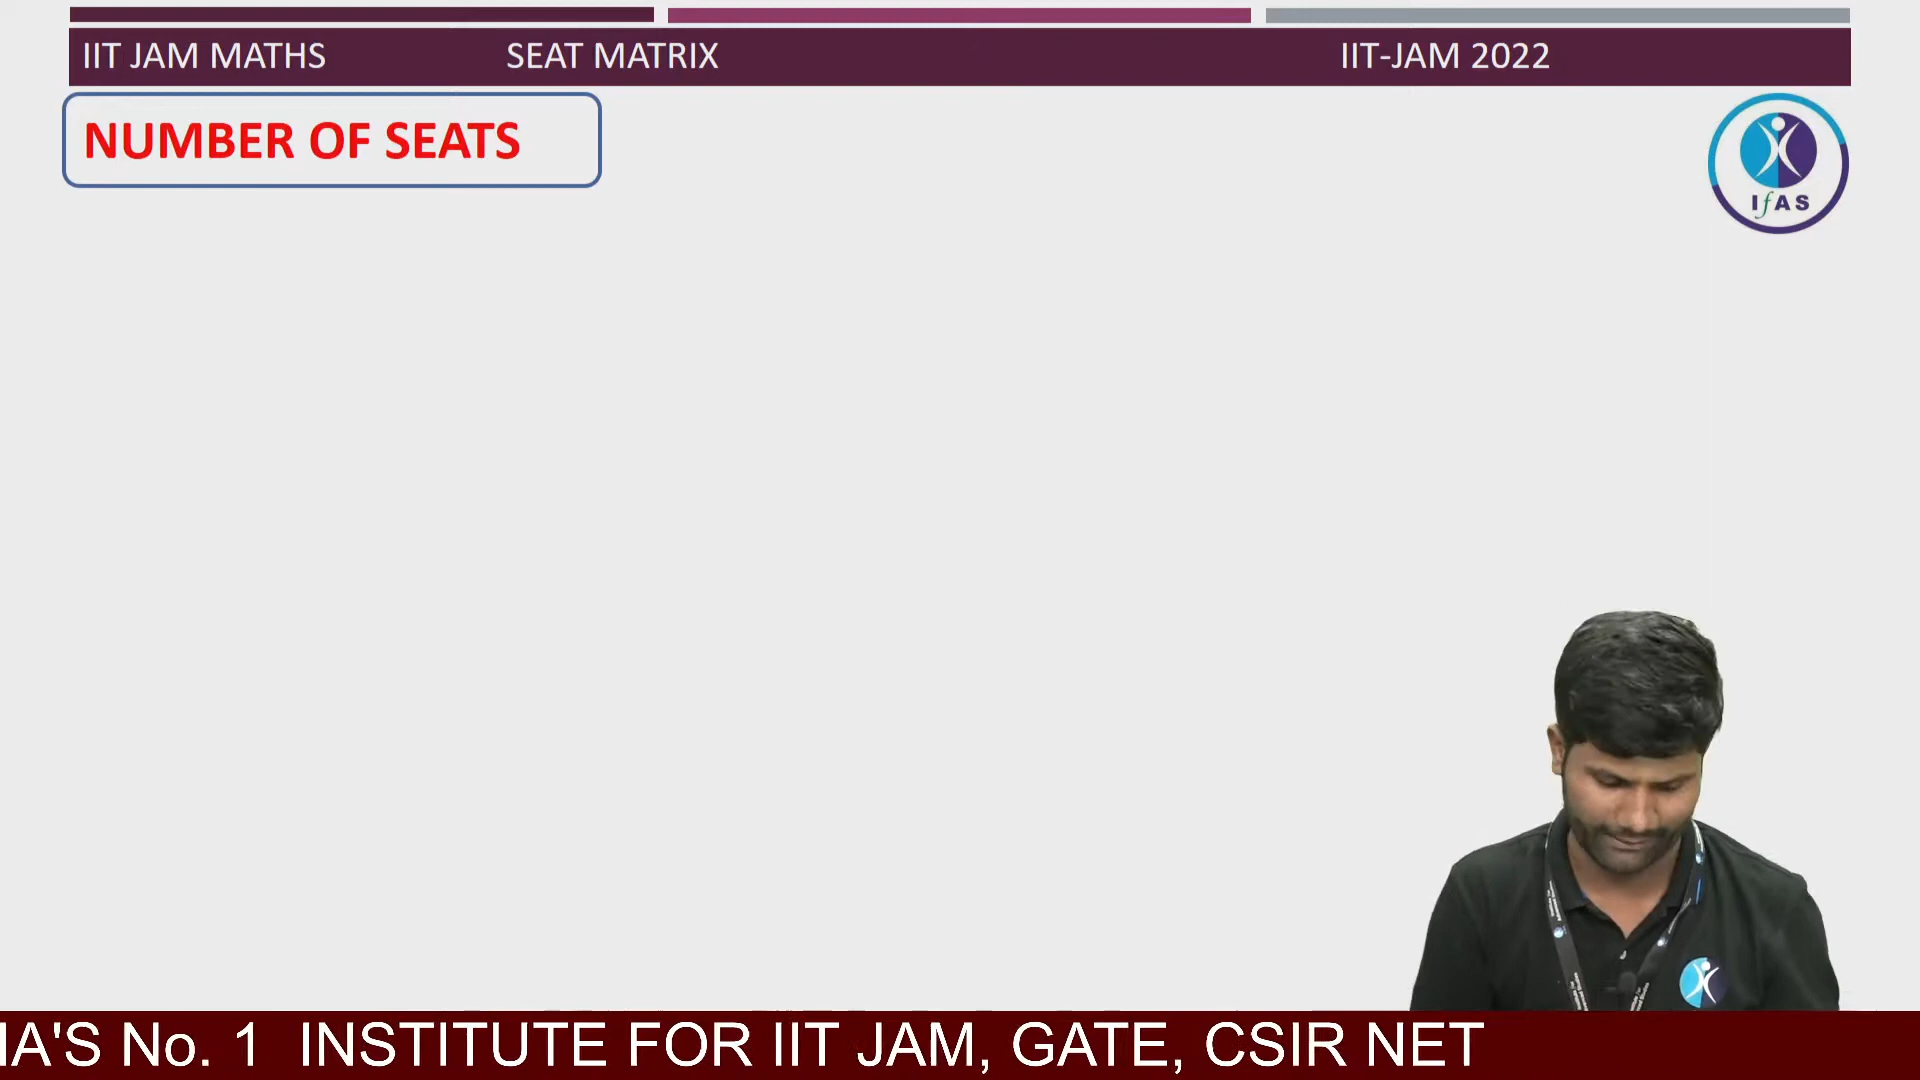 IIT JAM MATHS SEAT MATRIX IIT-JAM 2022
NUMBER OF SEATS
IfAS
IA'S No. 1 INSTITUTE FOR IIT JAM, GATE, CSIR NET